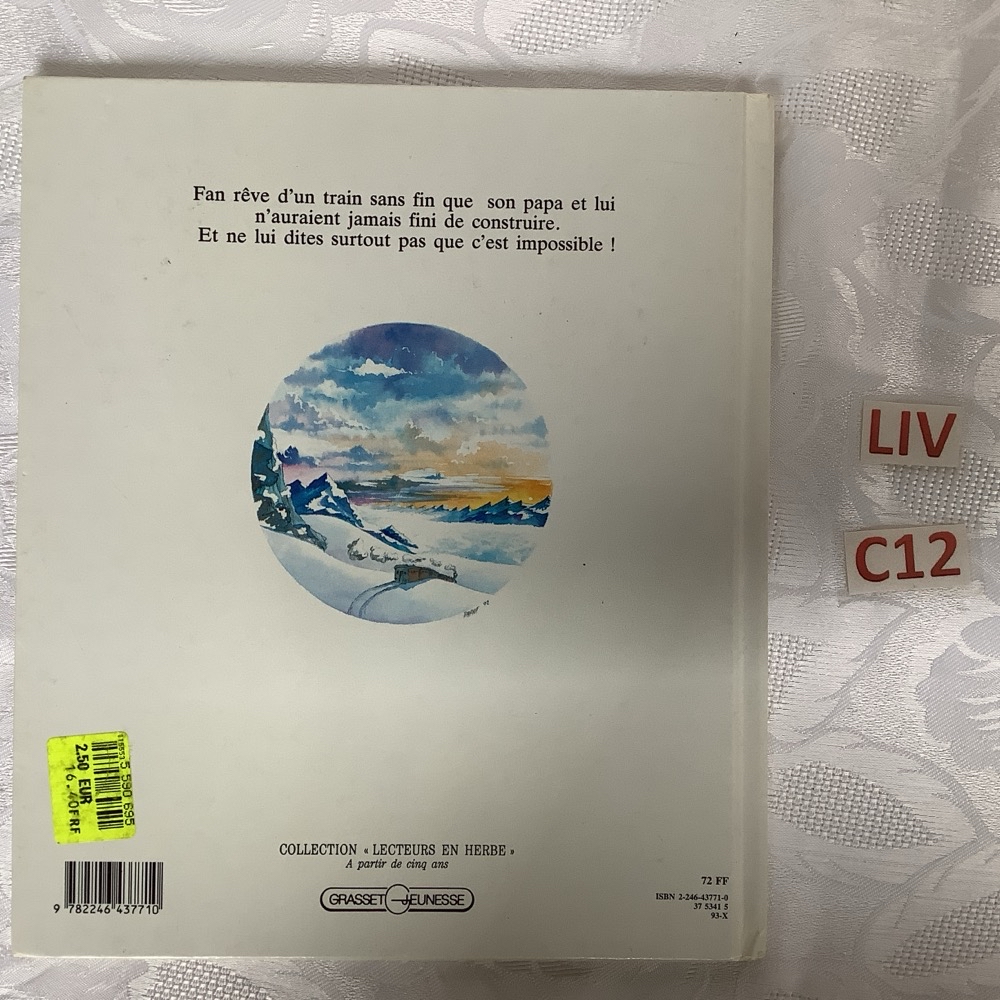 Fan rêve d'un train sans fin que son papa et lui
n'auraient jamais fini de construire.
Et ne lui dites surtout pas que c'est impossible !
LIV
C12
5 590 695
2.50 EUR
COLLECTION « LECTEURS EN HERBE »
A partir de cinq ans
GRASSET JEUNESSE
9 782246 437710
72 FF
ISBN 2-246-43771-0
37 5341 5
93-X